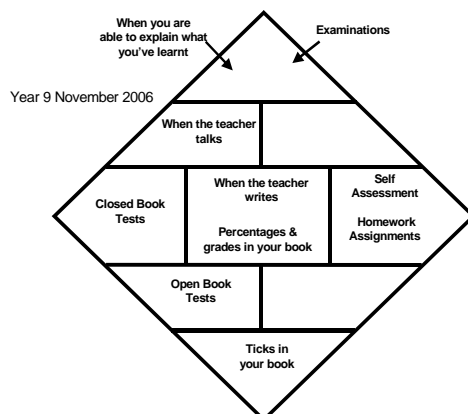 When you are
able to explain what
you've learnt
Examinations
Year 9 November 2006
When the teacher
talks
Closed Book
Tests
When the teacher
writes
Percentages &
grades in your book
Self
Assessment
Homework
Assignments
Open Book
Tests
Ticks in
your book